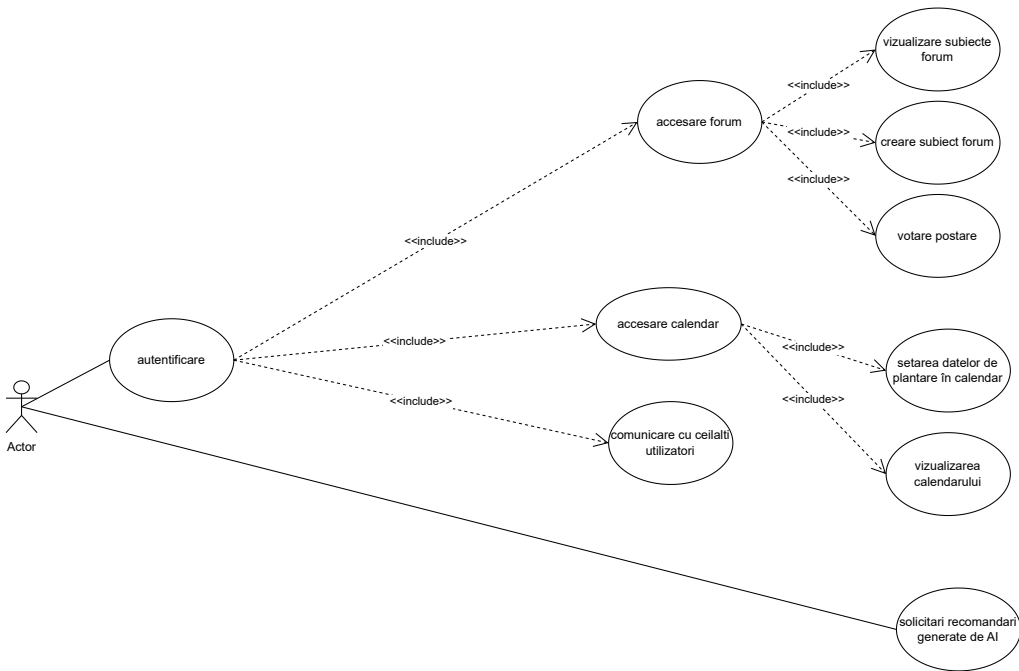 vizualizare subiecte
forum
<<include>>
accesare forum
<<include>>
creare subiect forum
<<include>>
votare postare
<<include>>
accesare calendar
<<include>>
<<include>>
autentificare
setarea datelor de
plantare în calendar
<<include>>
<<include>>
comunicare cu ceilalti
utilizatori
Actor
vizualizarea
calendarului
solicitari recomandari
generate de AI